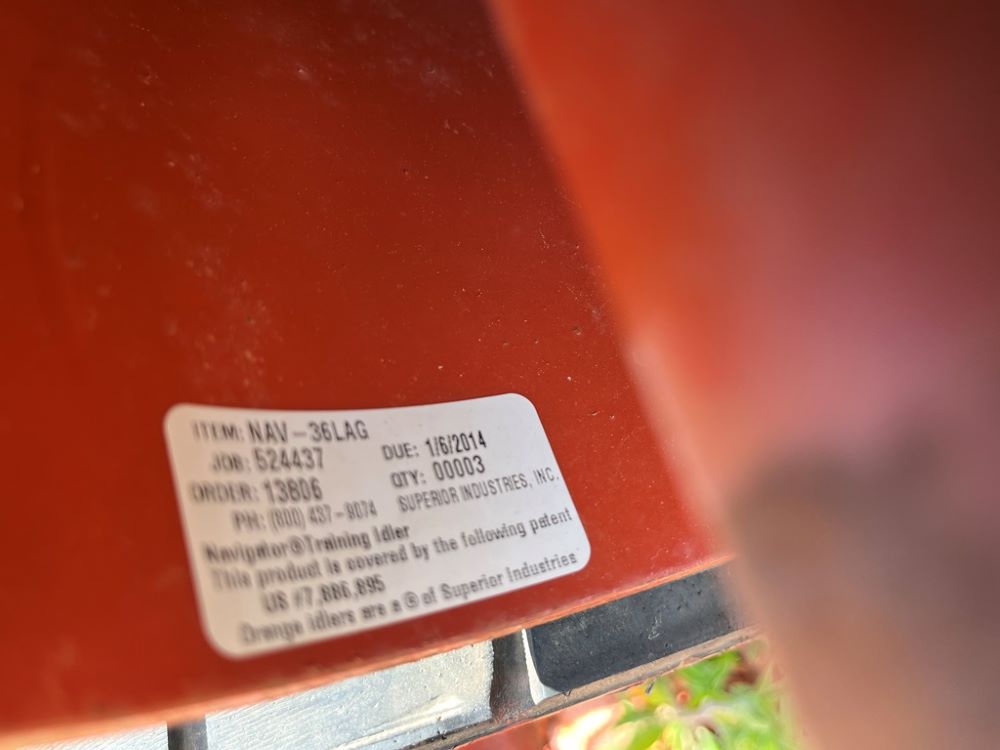 ITEM: NAV-36LAG
JOB: 524437 DUE: 1/6/2014
ORDER: 13806 QTY: 00003
PH: (800) 437-9074 SUPERIOR INDUSTRIES, INC.
Navigator®Training Idler
This product is covered by the following patent
US #7,886,895
Orange Idlers are a ® of Superior Industries